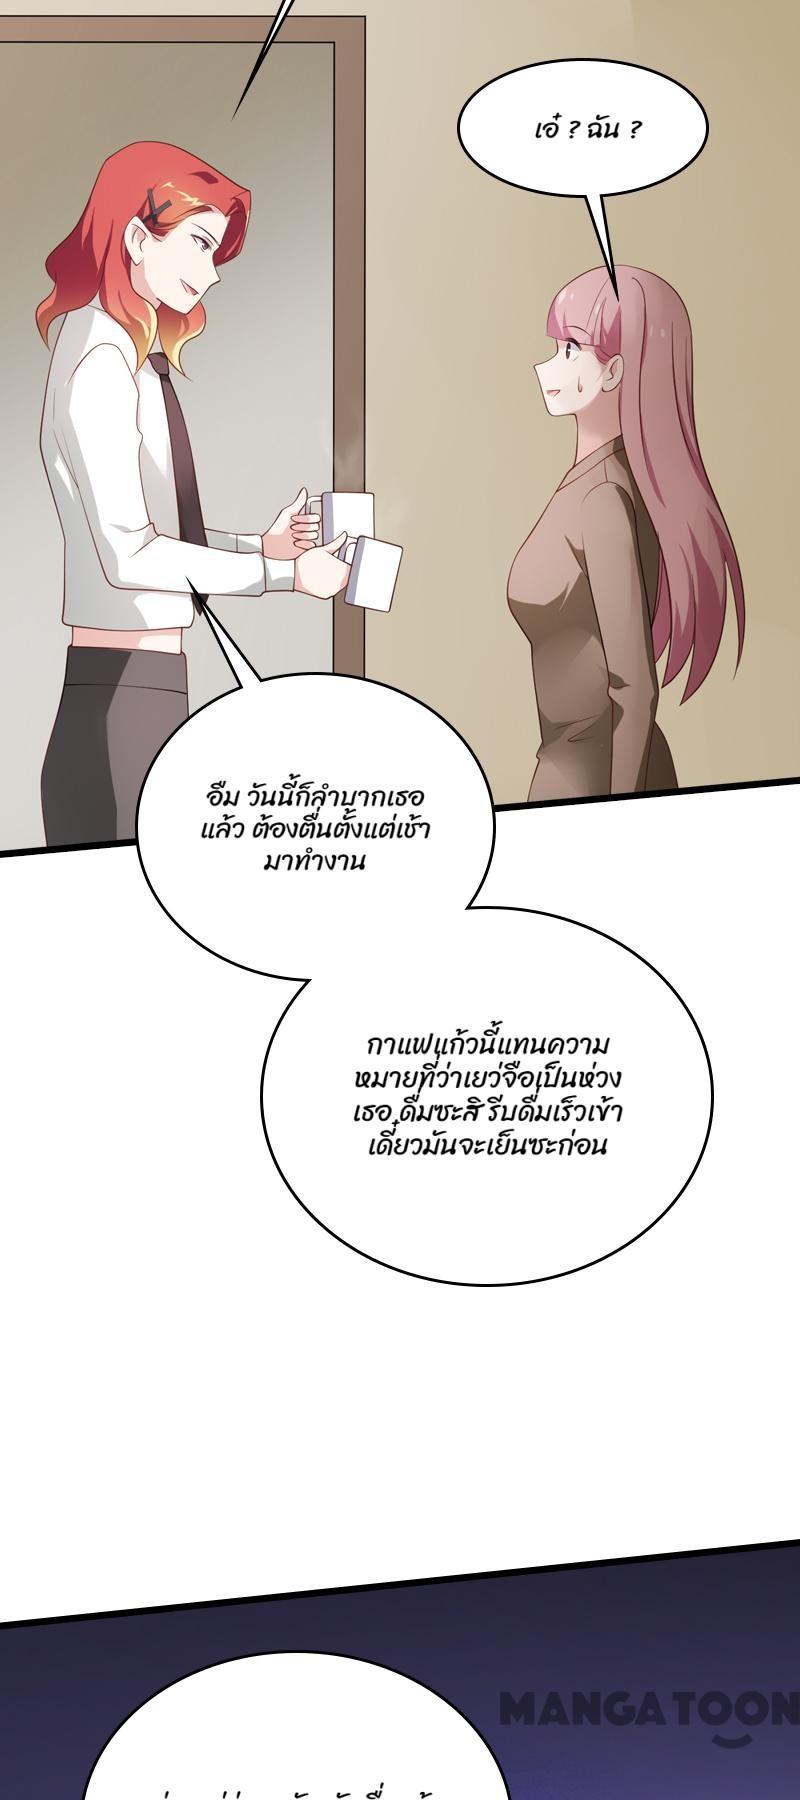 เอ๋ ? ฉัน ?
อืม วันนี้ก็ลำบากเธอ
แล้ว ต้องตื่นตั้งแต่เช้า
มาทำงาน
กาแฟแก้วนี้แทนความ
หมายที่ว่าเยว่จือเป็นห่วง
เธอ ดื่มซะสิ รีบดื่มเร็วเข้า
เดี๋ยวมันจะเย็นซะก่อน
MANGATOON